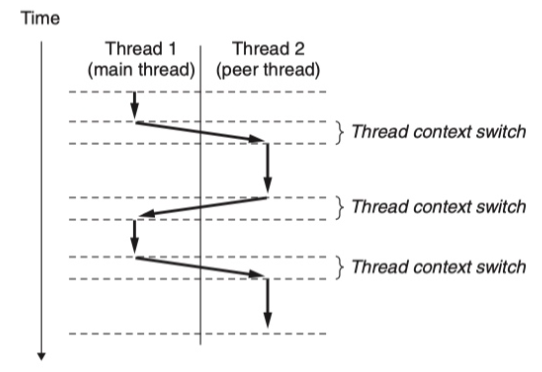 Time
Thread 1
(main thread)
Thread 2
(peer thread)
Thread context switch
Thread context switch
Thread context switch